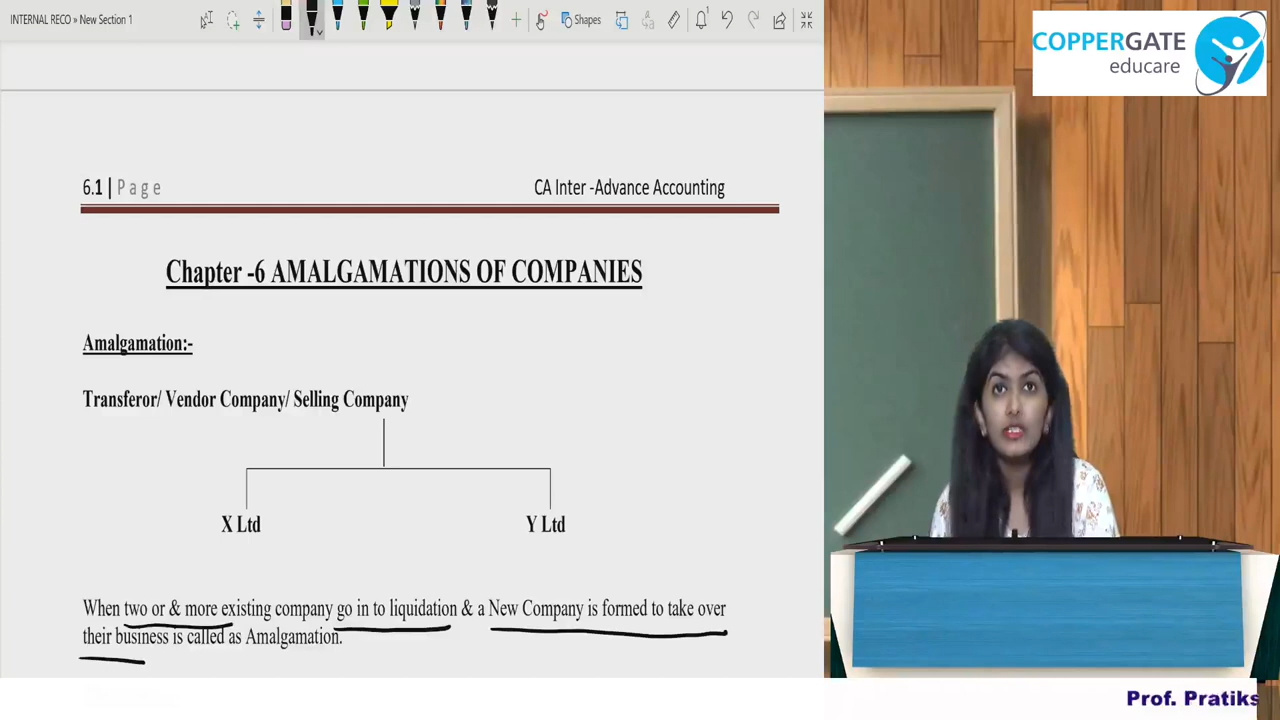 INTERNAL RECO » New Section 1
Shapes
COPPERGATE
educare
6.1 | Page
CA Inter -Advance Accounting
Chapter -6 AMALGAMATIONS OF COMPANIES
Amalgamation:-
Transferor/ Vendor Company/ Selling Company
X Ltd
Y Ltd
When two or & more existing company go in to liquidation & a New Company is formed to take over
their business is called as Amalgamation.
Prof. Pratiks